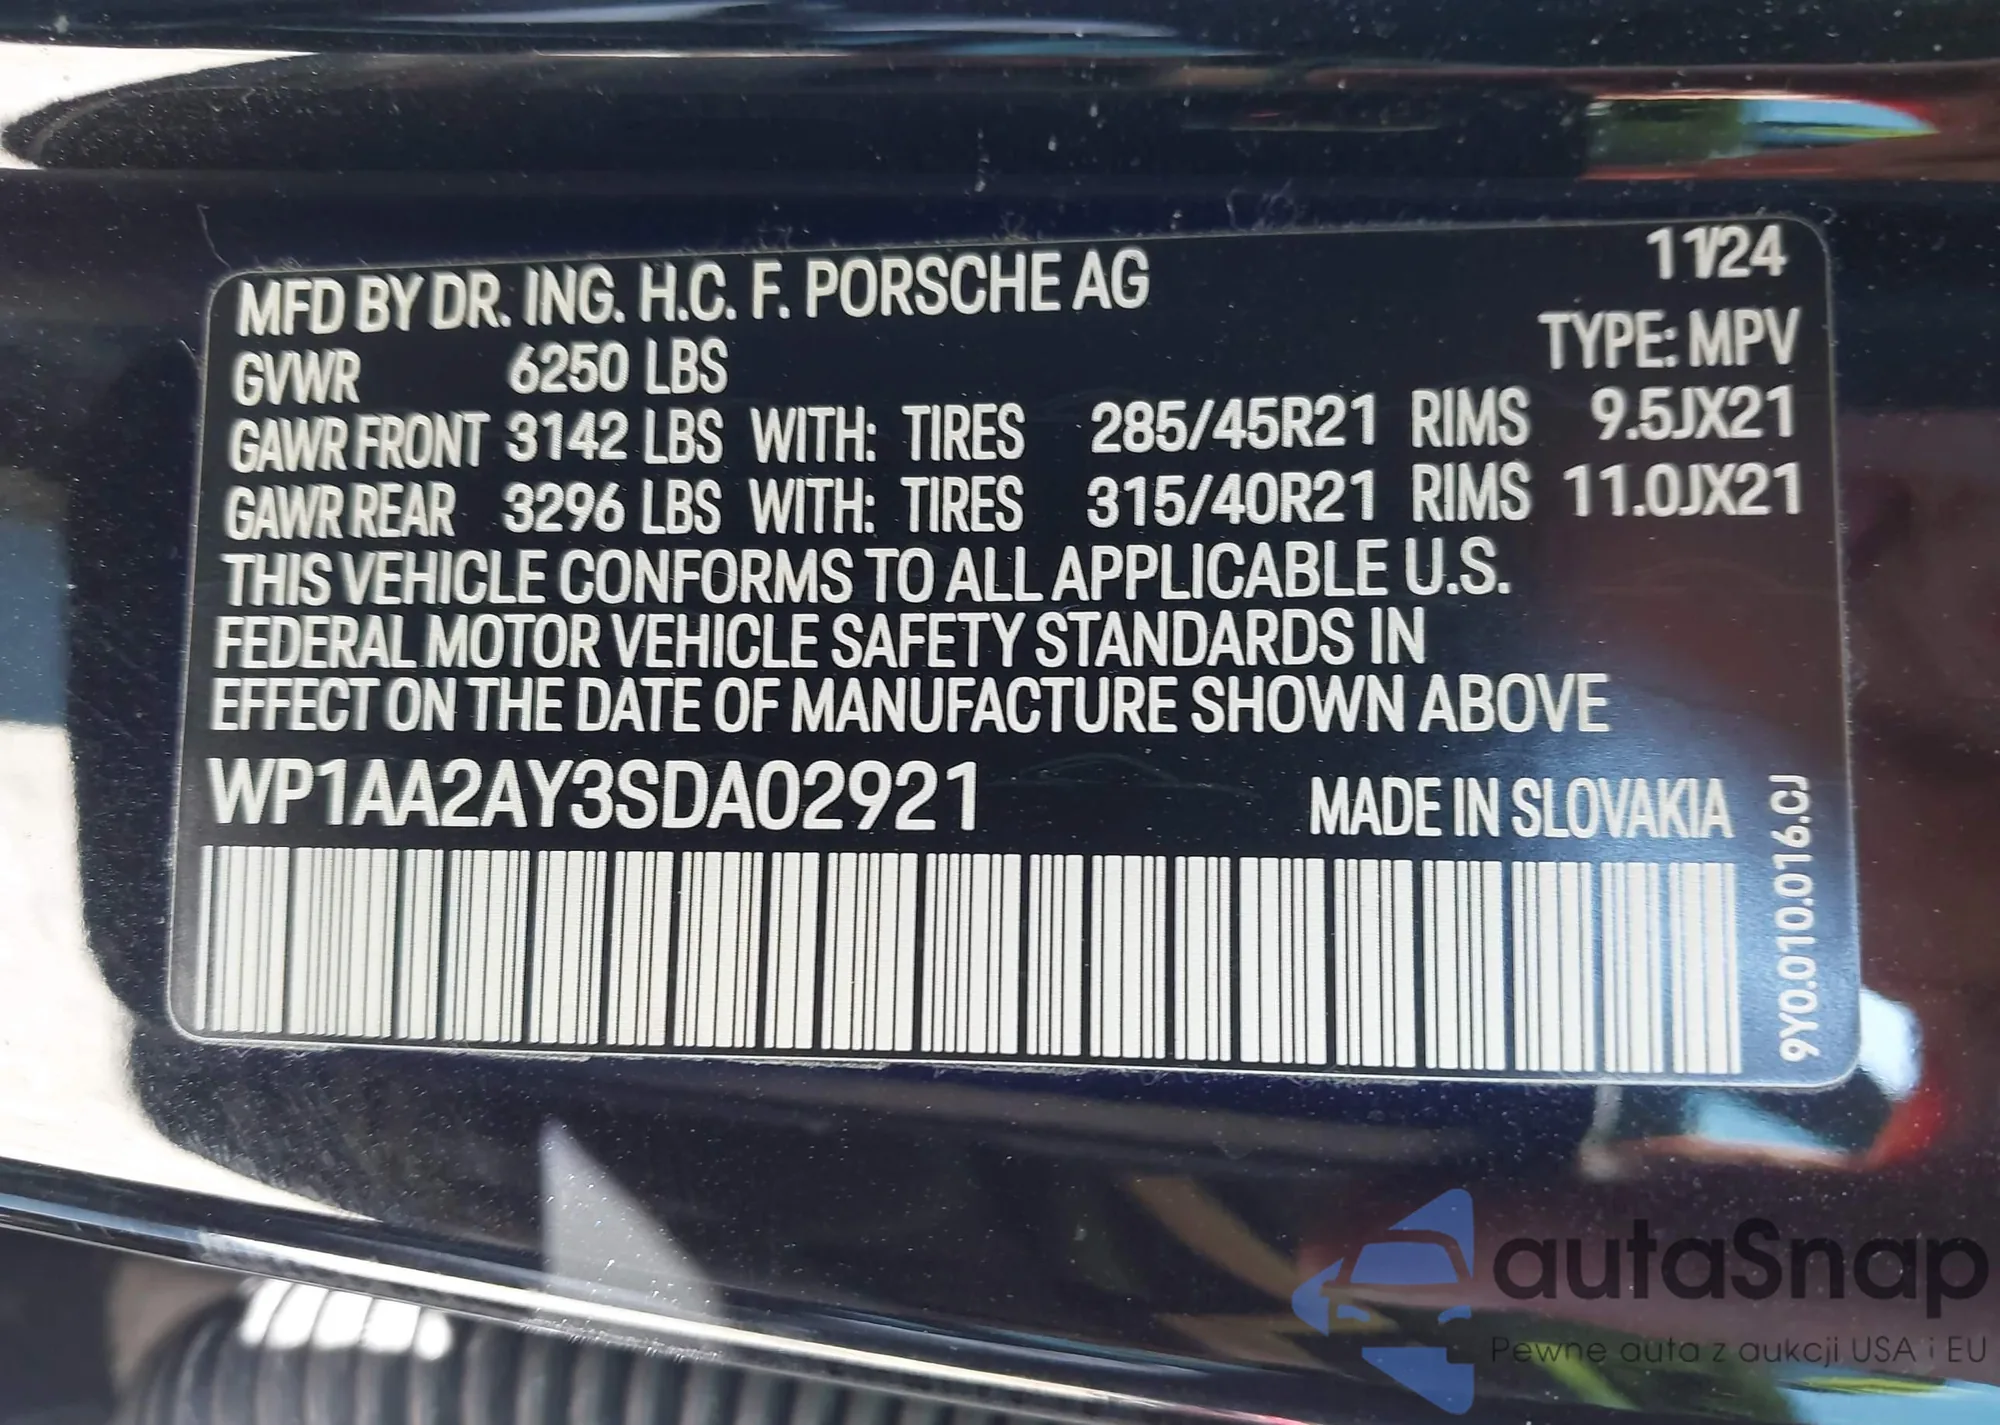 11/24
MFD BY DR. ING. H.C. F. PORSCHE AG
TYPE: MPV
GVWR 6250 LBS
GAWR FRONT 3142 LBS WITH: TIRES 285/45R21 RIMS 9.5JX21
GAWR REAR 3296 LBS WITH: TIRES 315/40R21 RIMS 11.0JX21
THIS VEHICLE CONFORMS TO ALL APPLICABLE U.S.
FEDERAL MOTOR VEHICLE SAFETY STANDARDS IN
EFFECT ON THE DATE OF MANUFACTURE SHOWN ABOVE
WP1AA2AY3SDA02921 MADE IN SLOVAKIA
9Y0.010.016.CJ
autaSnap
Pewne auta z aukcji USA i EU